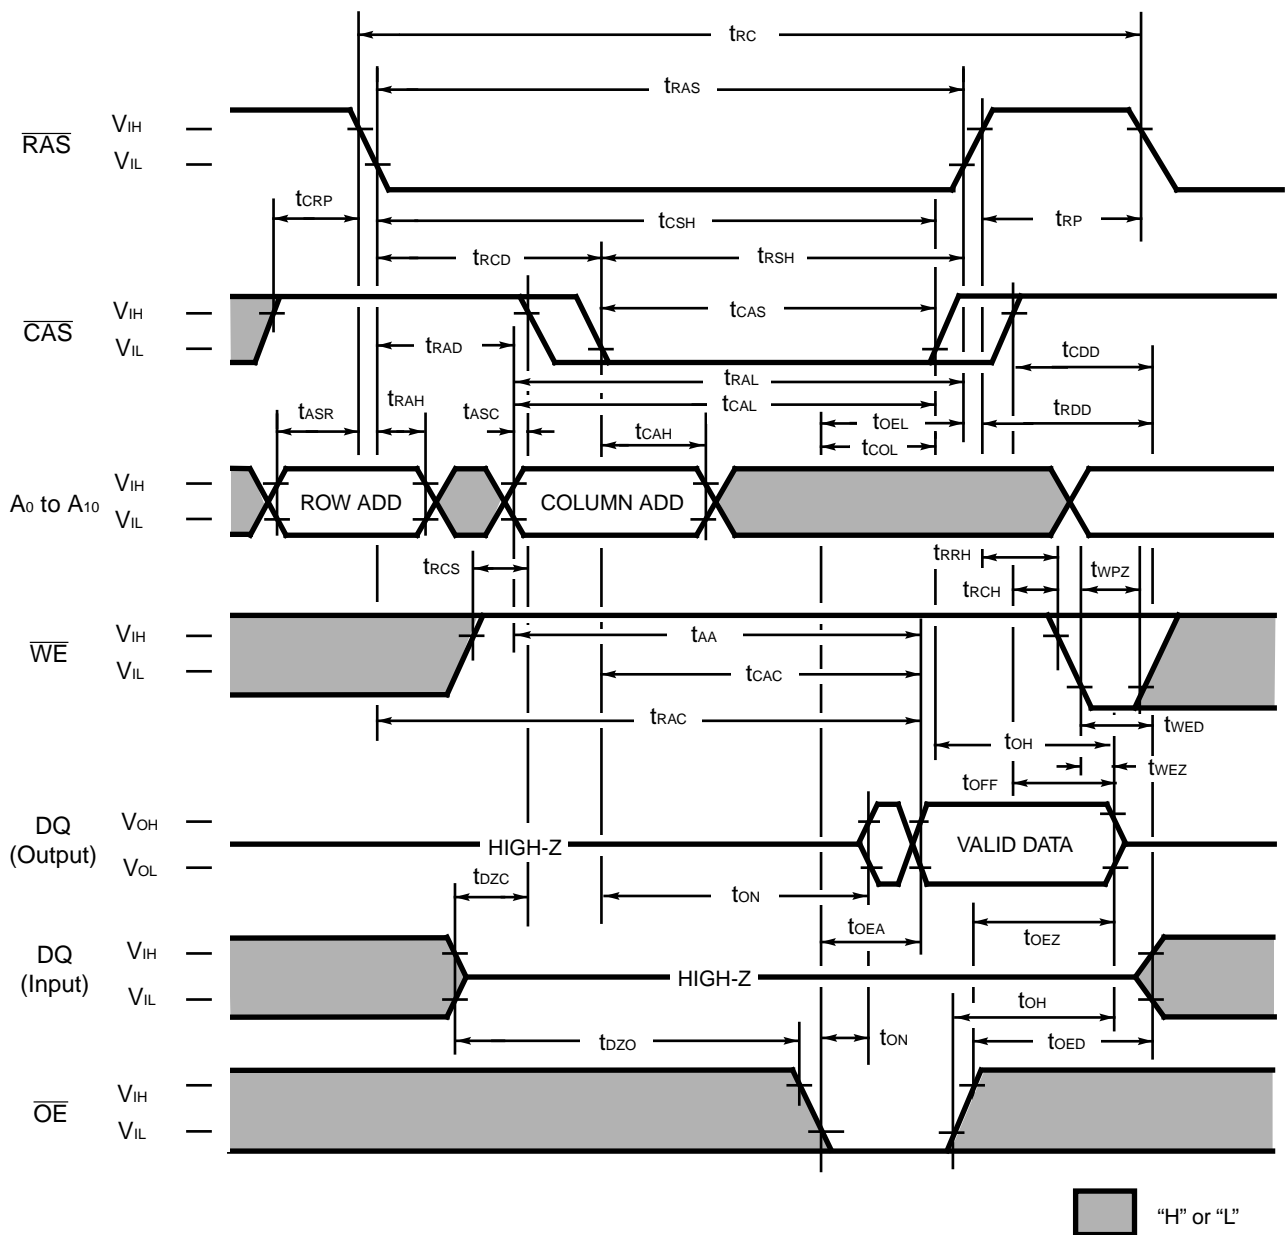 tRC
tRAS
RAS
VIH
VIL
tCRP
tCSH
tRP
tRCD
tRSH
CAS
VIH
VIL
tCAS
tRAD
tCDD
tRAL
tASR
tRAH
tASC
tCAL
tOEL
tRDD
tCAH
tCOL
A0 to A10
VIH
VIL
ROW ADD
COLUMN ADD
tRCS
tRRH
tWPZ
tRCH
WE
VIH
VIL
tAA
tCAC
tRAC
tWED
tOH
tWEZ
tOFF
DQ
(Output)
VOH
VOL
HIGH-Z
VALID DATA
tDZC
tON
tOEA
tOEZ
DQ
(Input)
VIH
VIL
HIGH-Z
tOH
tDZO
tON
tOED
OE
VIH
VIL
“H” or “L”